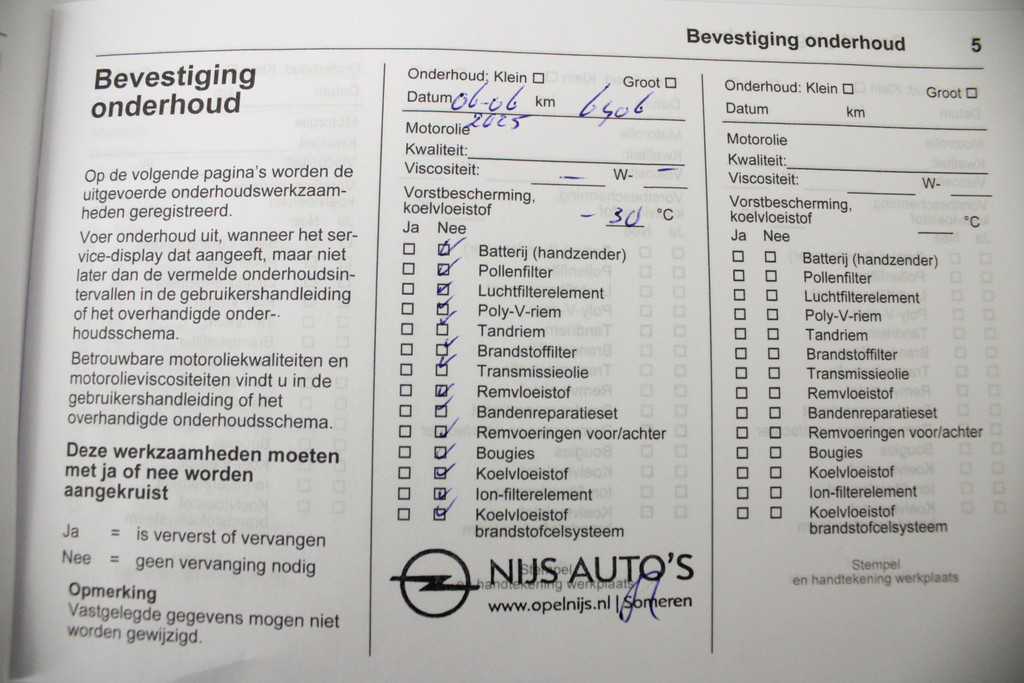 Bevestiging onderhoud 5
Bevestiging
onderhoud
Op de volgende pagina's worden de
uitgevoerde onderhoudswerkzaam-
heden geregistreerd.
Voer onderhoud uit, wanneer het ser-
vice-display dat aangeeft, maar niet
later dan de vermelde onderhoudsin-
tervallen in de gebruikershandleiding
of het overhandigde onder-
houdsschema.
Betrouwbare motoroliekwaliteiten en
motorolieviscositeiten vindt u in de
gebruikershandleiding of het
overhandigde onderhoudsschema.
Deze werkzaamheden moeten
met ja of nee worden
aangekruist
Ja = is ververst of vervangen
Nee = geen vervanging nodig
Opmerking
Vastgelegde gegevens mogen niet
worden gewijzigd.
Onderhoud: Klein ☐ Groot ☐
Datum 06-06 km 6906
2025
Motorolie
Kwaliteit:
Viscositeit: – W- –
Vorstbescherming,
koelvloeistof -30 °C
Ja Nee
Batterij (handzender)
Pollenfilter
Luchtfilterelement
Poly-V-riem
Tandriem
Brandstoffilter
Transmissieolie
Remvloeistof
Bandenreparatieset
Remvoeringen voor/achter
Bougies
Koelvloeistof
Ion-filterelement
Koelvloeistof
brandstofcelsysteem
Stempel
en handtekening werkplaats
NIJS AUTO'S
www.opelnijs.nl | Someren
Onderhoud: Klein ☐ Groot ☐
Datum km
Motorolie
Kwaliteit:
Viscositeit: W-
Vorstbescherming,
koelvloeistof °C
Ja Nee
Batterij (handzender)
Pollenfilter
Luchtfilterelement
Poly-V-riem
Tandriem
Brandstoffilter
Transmissieolie
Remvloeistof
Bandenreparatieset
Remvoeringen voor/achter
Bougies
Koelvloeistof
Ion-filterelement
Koelvloeistof
brandstofcelsysteem
Stempel
en handtekening werkplaats